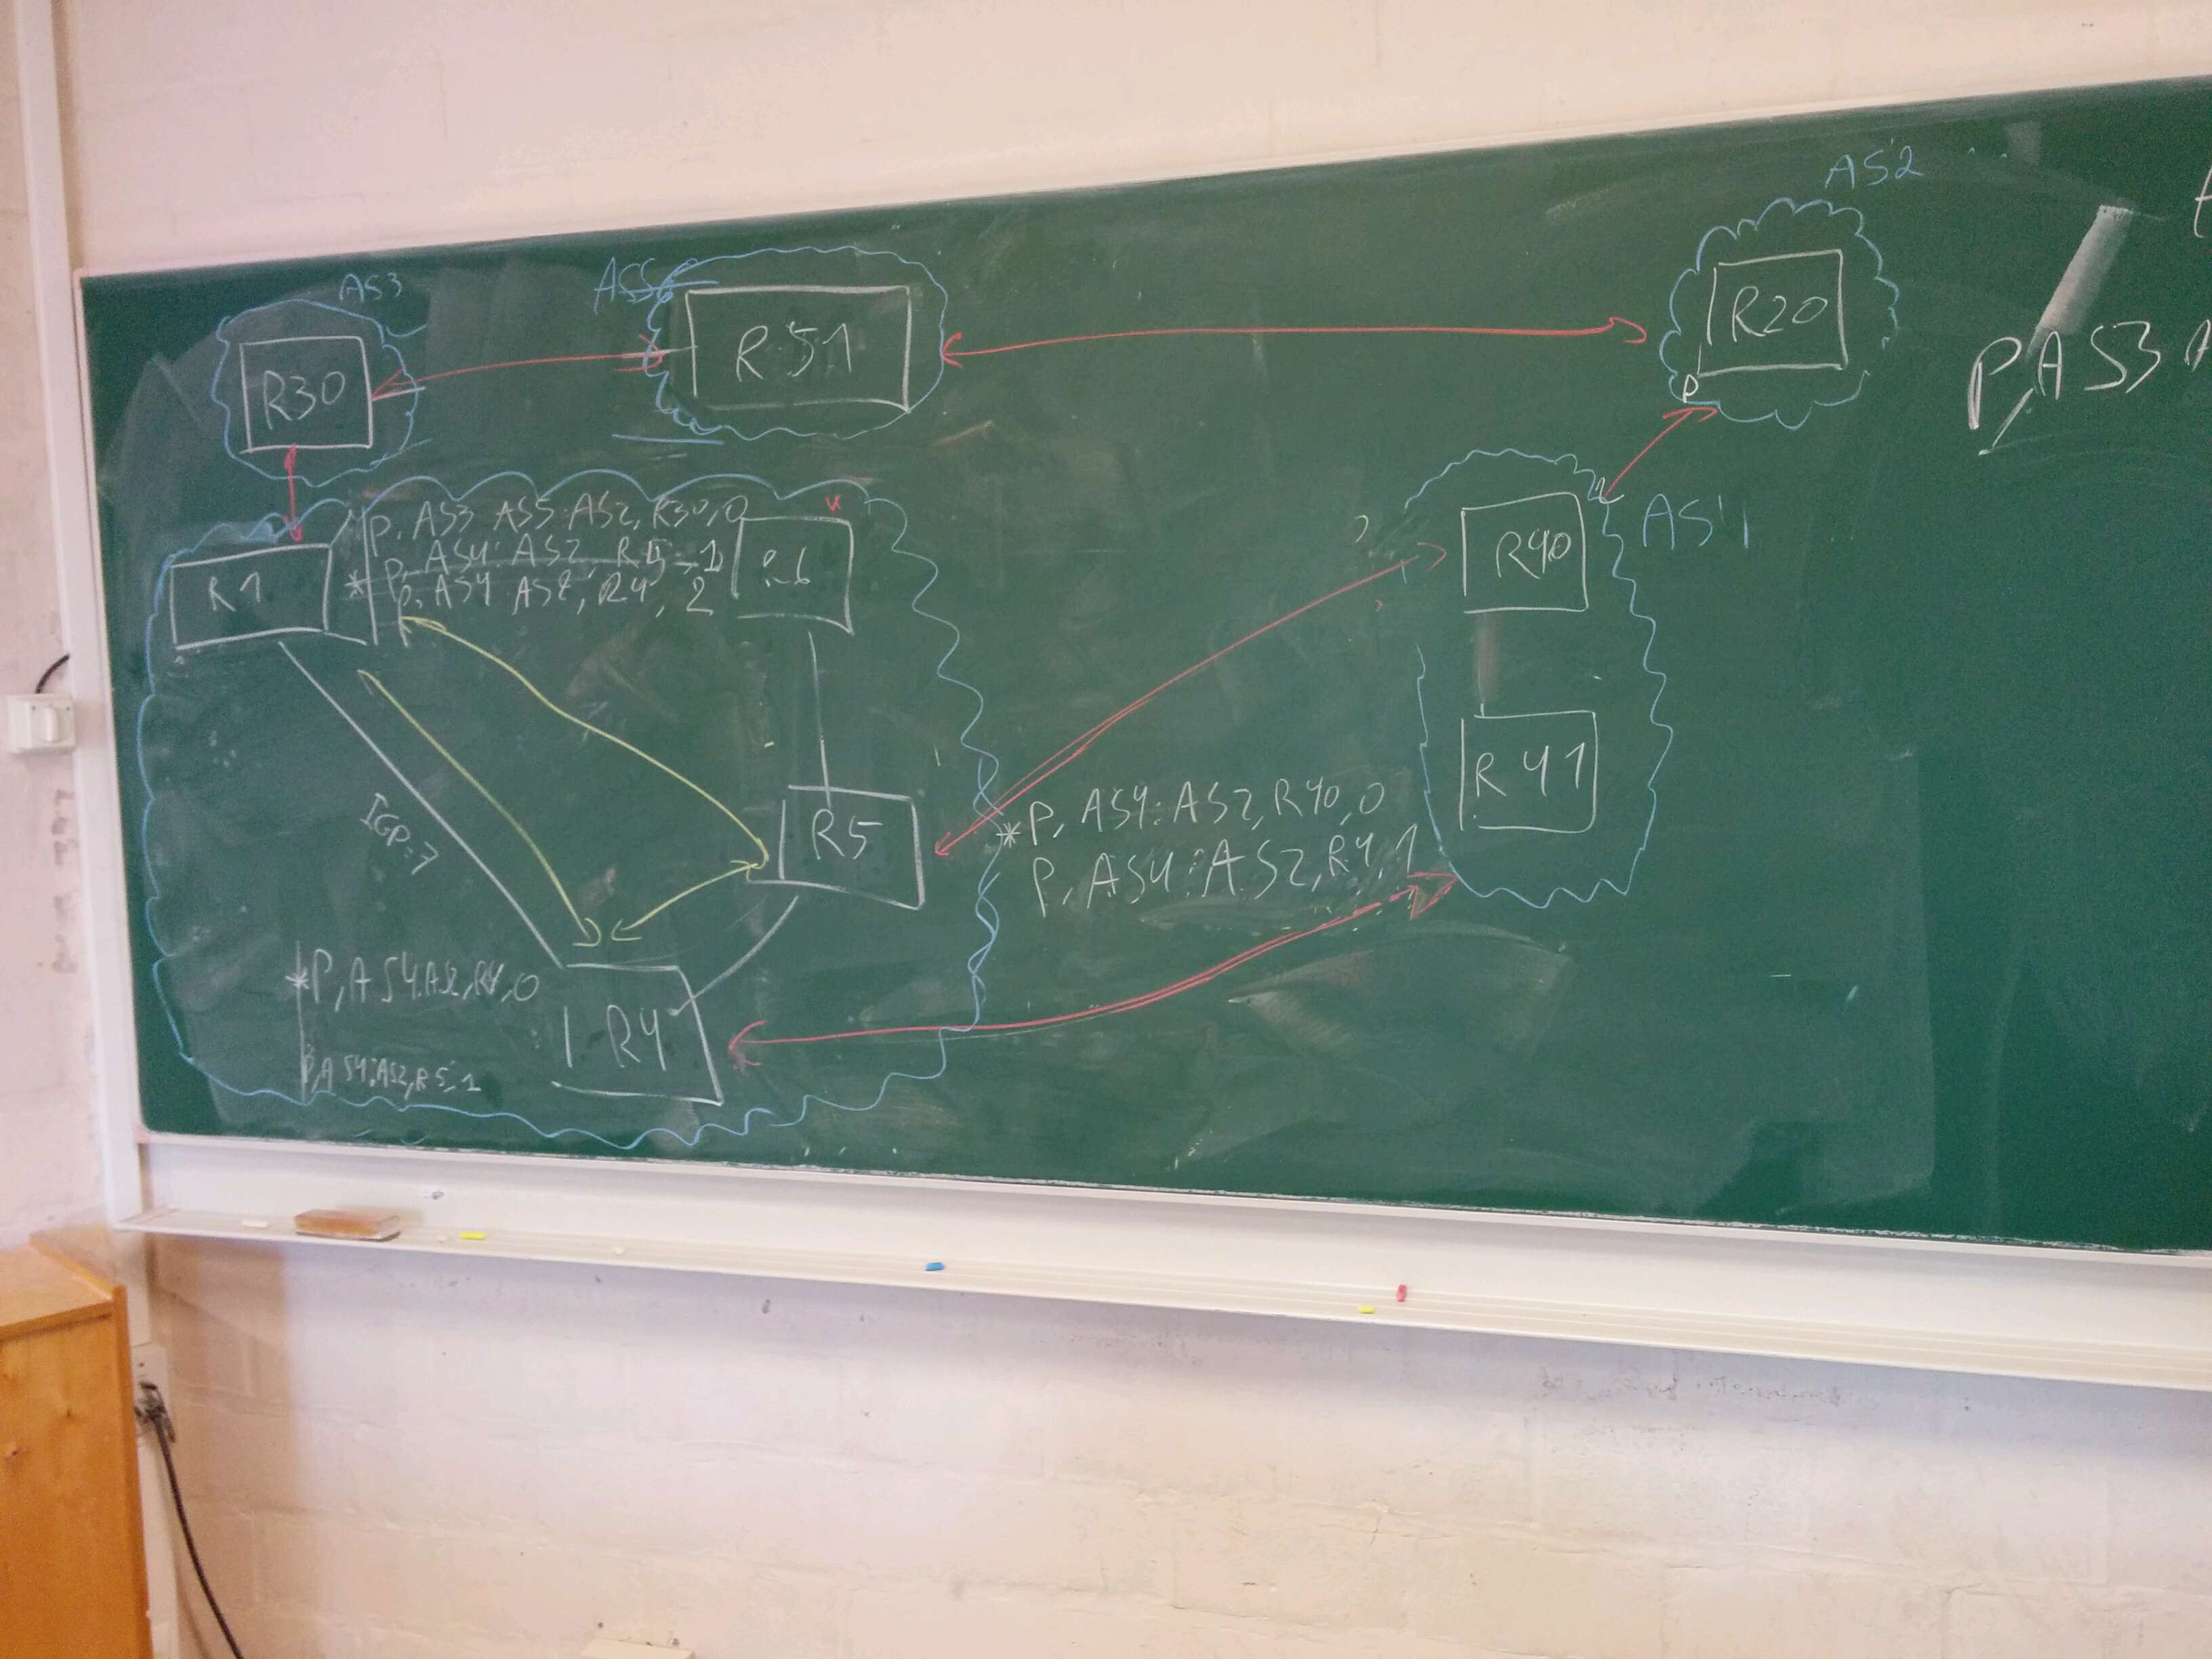 AS2
AS3
AS5
R20
R51
R30
P
P, AS3
AS4
P, AS3 AS5:AS2, R30, 0
P, AS4: AS2, R5, 1
* P, AS4 AS2, R4, 2
R1
R6
R40
R41
IGP=7
R5
* P, AS4:AS2, R40, 0
P, AS4:AS2, R4, 1
*P, AS4:AS2, , 0
R4
P, AS4:AS2, R5, 1